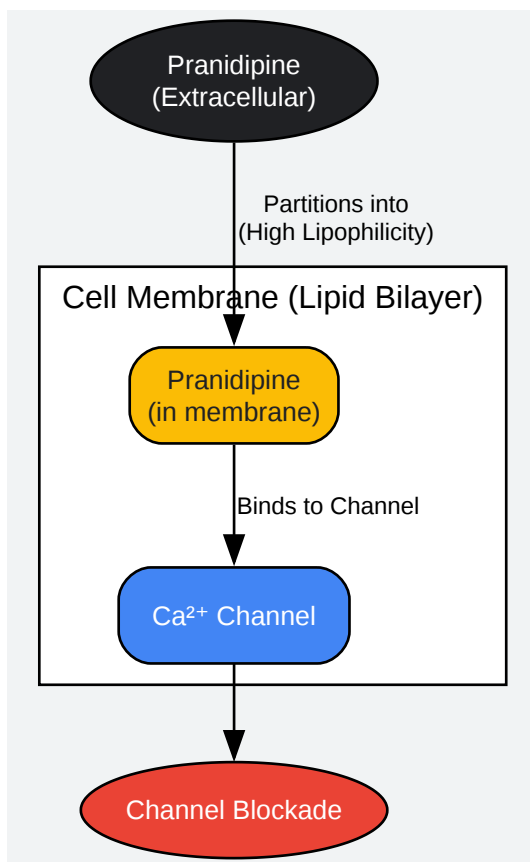 Pranidipine
(Extracellular)
Partitions into
(High Lipophilicity)
Cell Membrane (Lipid Bilayer)
Pranidipine
(in membrane)
Binds to Channel
Ca²⁺ Channel
Channel Blockade